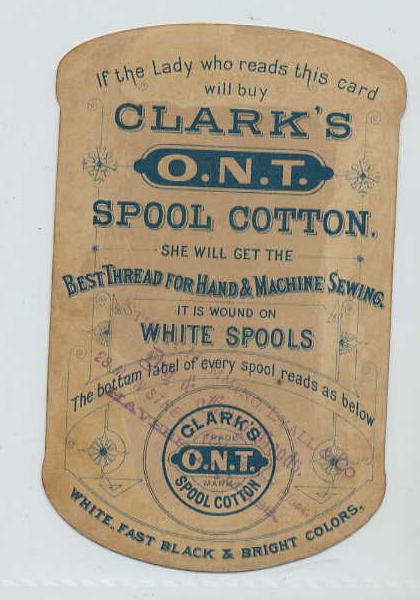 If the Lady who reads this card
will buy
CLARK'S
O.N.T.
SPOOL COTTON.
SHE WILL GET THE
BEST THREAD FOR HAND & MACHINE SEWING.
IT IS WOUND ON
WHITE SPOOLS
The bottom label of every spool reads as below
CLARK'S
TRADE
O.N.T.
MARK
SPOOL COTTON
WHITE, FAST BLACK & BRIGHT COLORS.
& CO